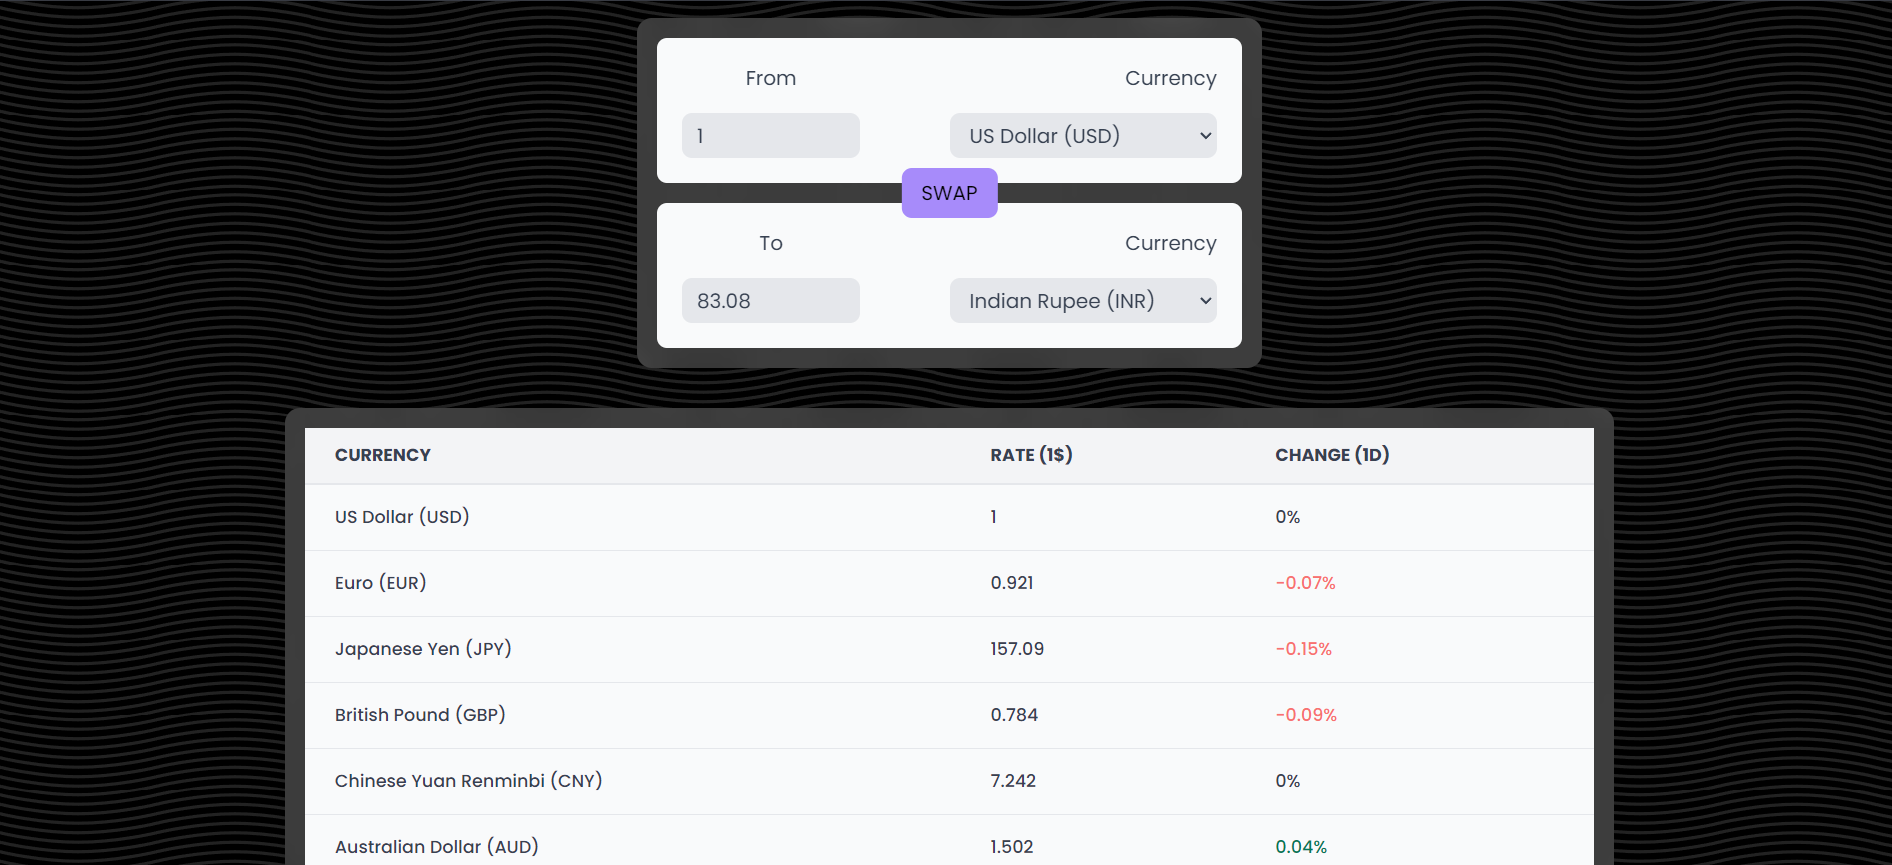 From Currency
1 US Dollar (USD)
SWAP
To Currency
83.08 Indian Rupee (INR)
CURRENCY RATE (1$) CHANGE (1D)
US Dollar (USD) 1 0%
Euro (EUR) 0.921 -0.07%
Japanese Yen (JPY) 157.09 -0.15%
British Pound (GBP) 0.784 -0.09%
Chinese Yuan Renminbi (CNY) 7.242 0%
Australian Dollar (AUD) 1.502 0.04%